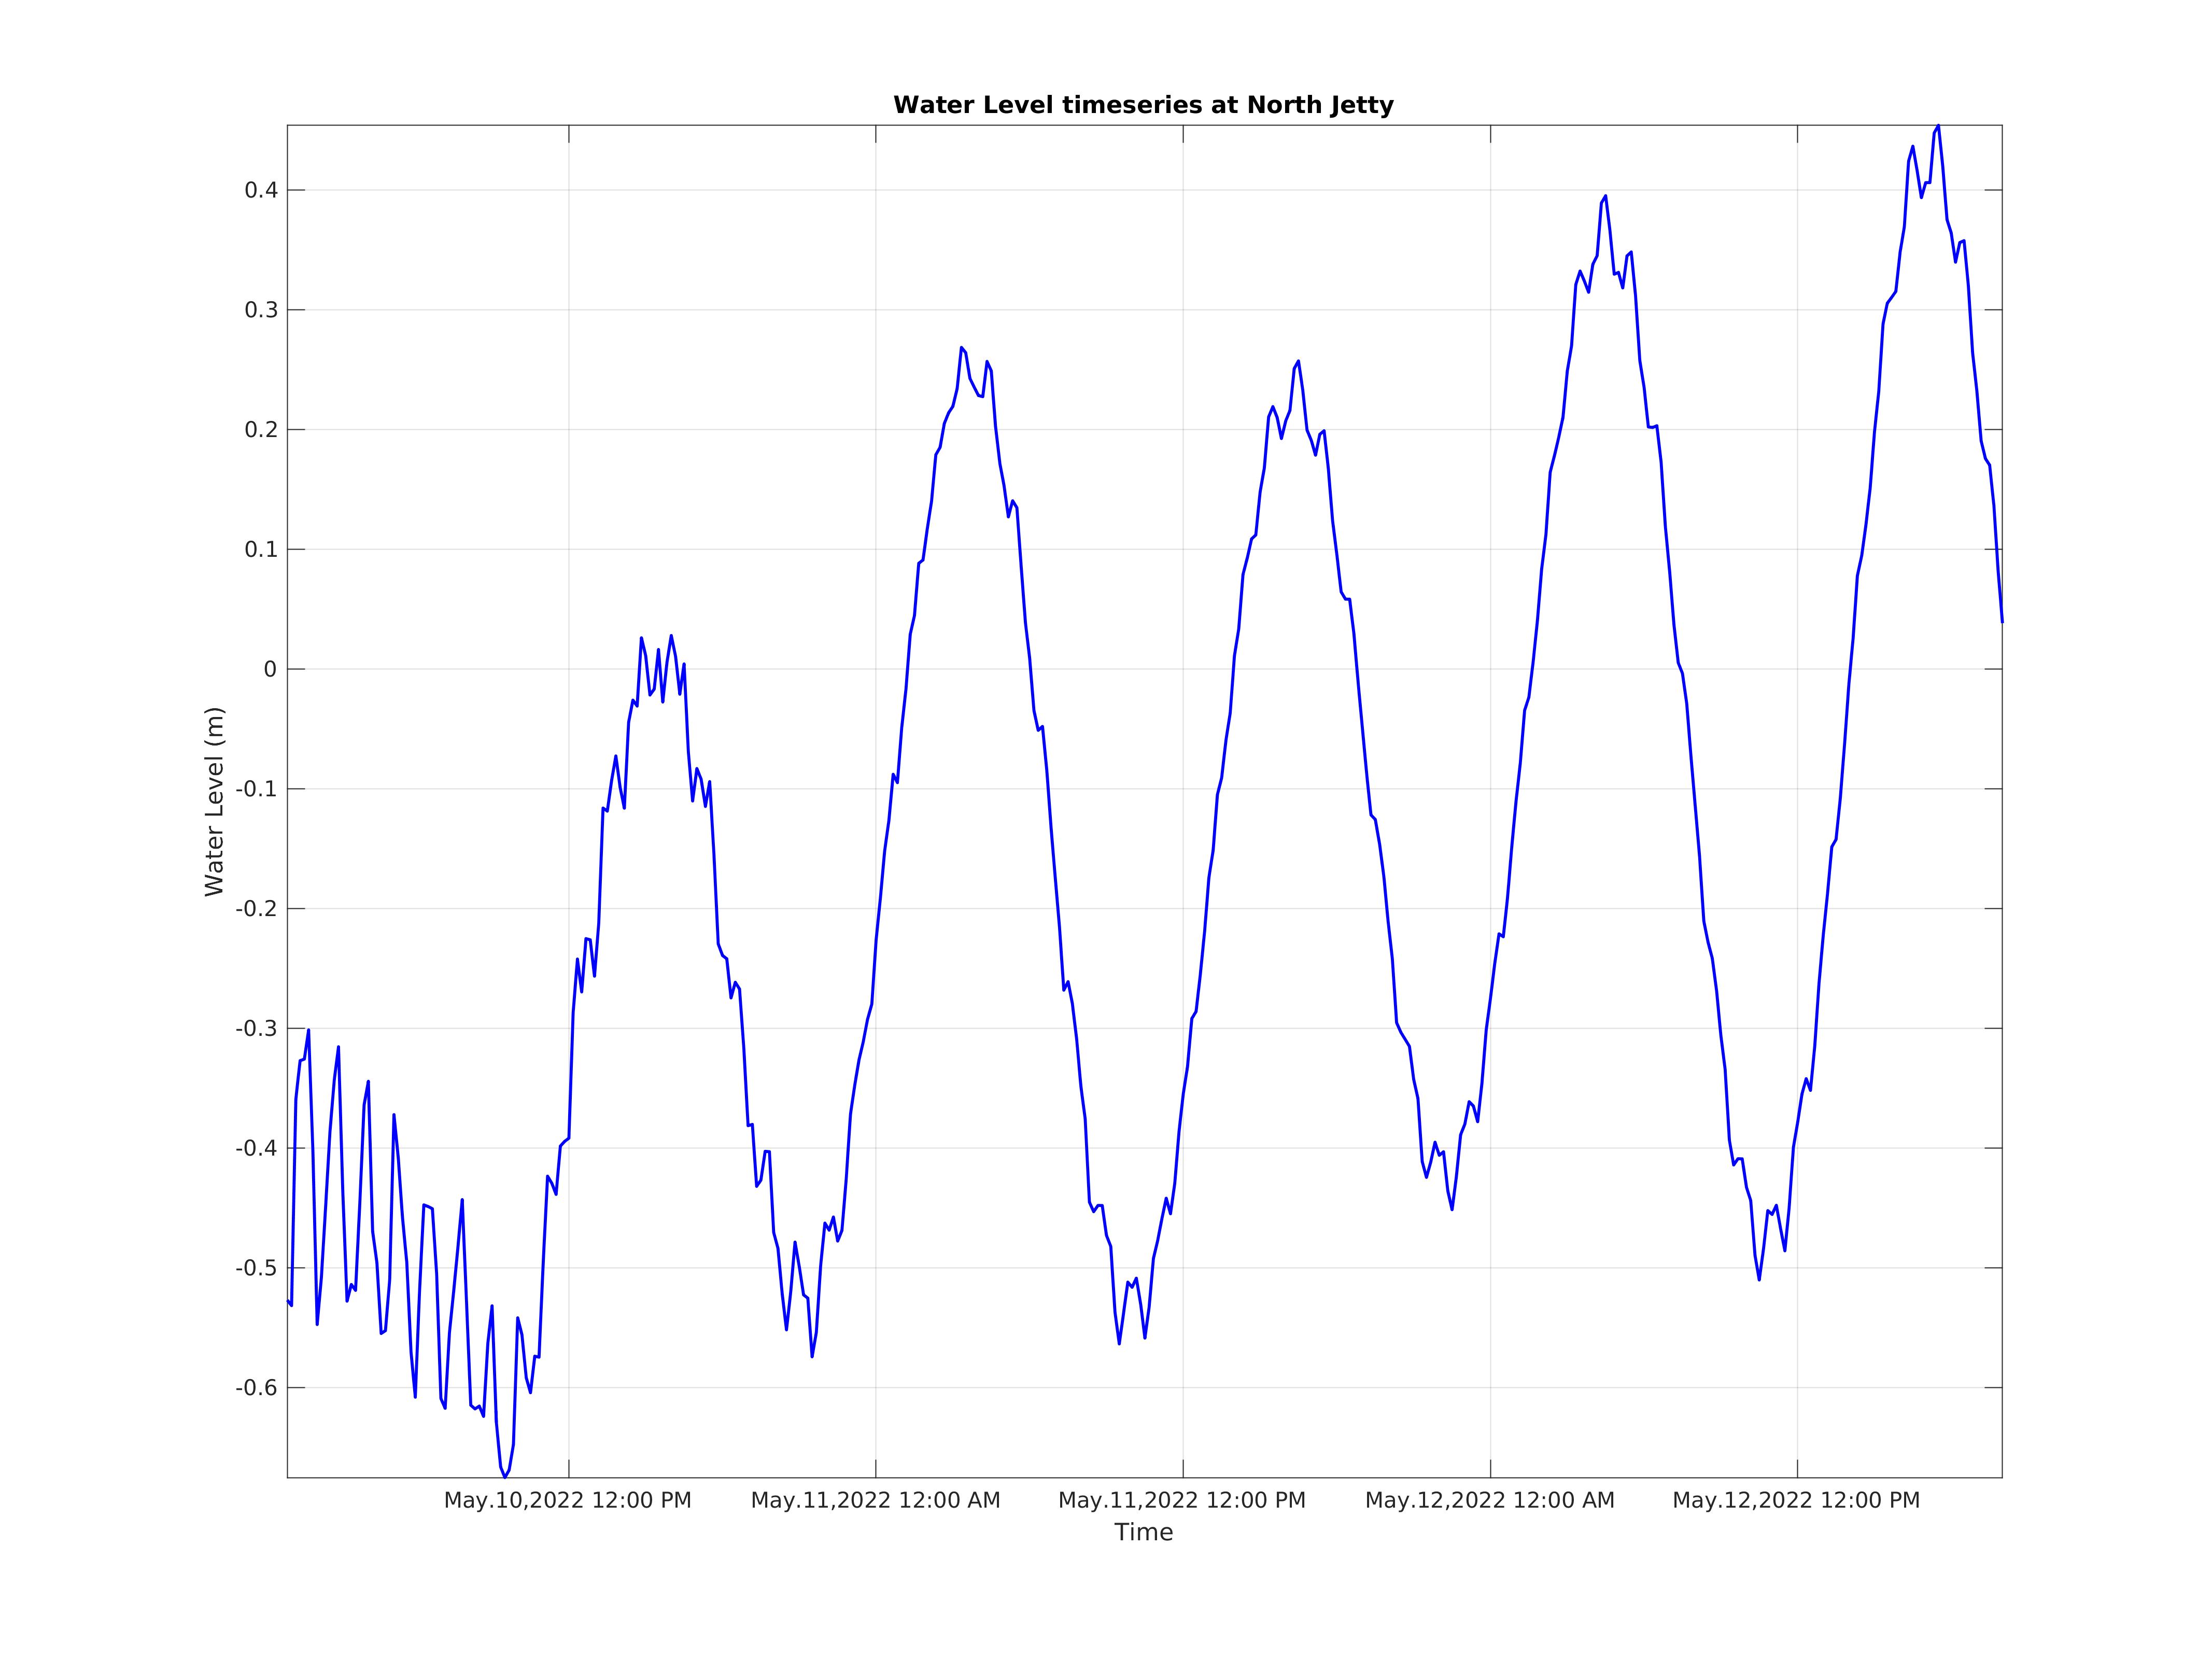 Water Level timeseries at North Jetty
0.4
0.3
0.2
0.1
0
-0.1
-0.2
-0.3
-0.4
-0.5
-0.6
Water Level (m)
May.10,2022 12:00 PM May.11,2022 12:00 AM May.11,2022 12:00 PM May.12,2022 12:00 AM May.12,2022 12:00 PM
Time